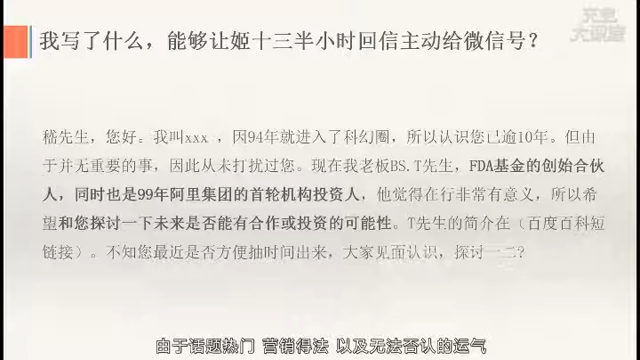 我写了什么，能够让姬十三半小时回信主动给微信号？
嵇先生，您好。我叫xxx ，因94年就进入了科幻圈，所以认识您已逾10年。但由
于并无重要的事，因此从未打扰过您。现在我老板BS.T先生，FDA基金的创始合伙
人，同时也是99年阿里集团的首轮机构投资人，他觉得在行非常有意义，所以希
望和您探讨一下未来是否能有合作或投资的可能性。T先生的简介在（百度百科短
链接）。不知您最近是否方便抽时间出来，大家见面认识，探讨一二？
由于话题热门 营销得法 以及无法否认的运气